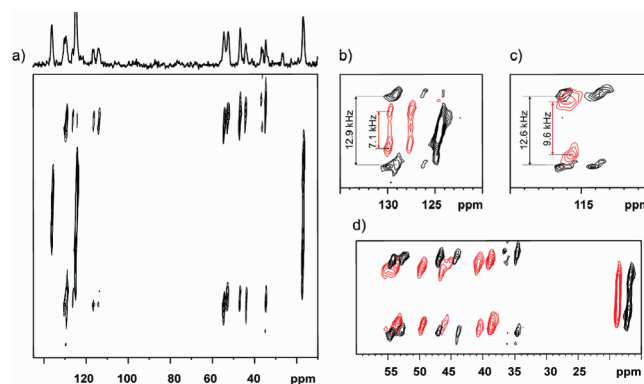 a)
b)
c)
12.9 kHz
7.1 kHz
12.6 kHz
9.6 kHz
130 125 ppm
115 ppm
d)
120 100 80 60 40 ppm
55 50 45 40 35 30 25 ppm